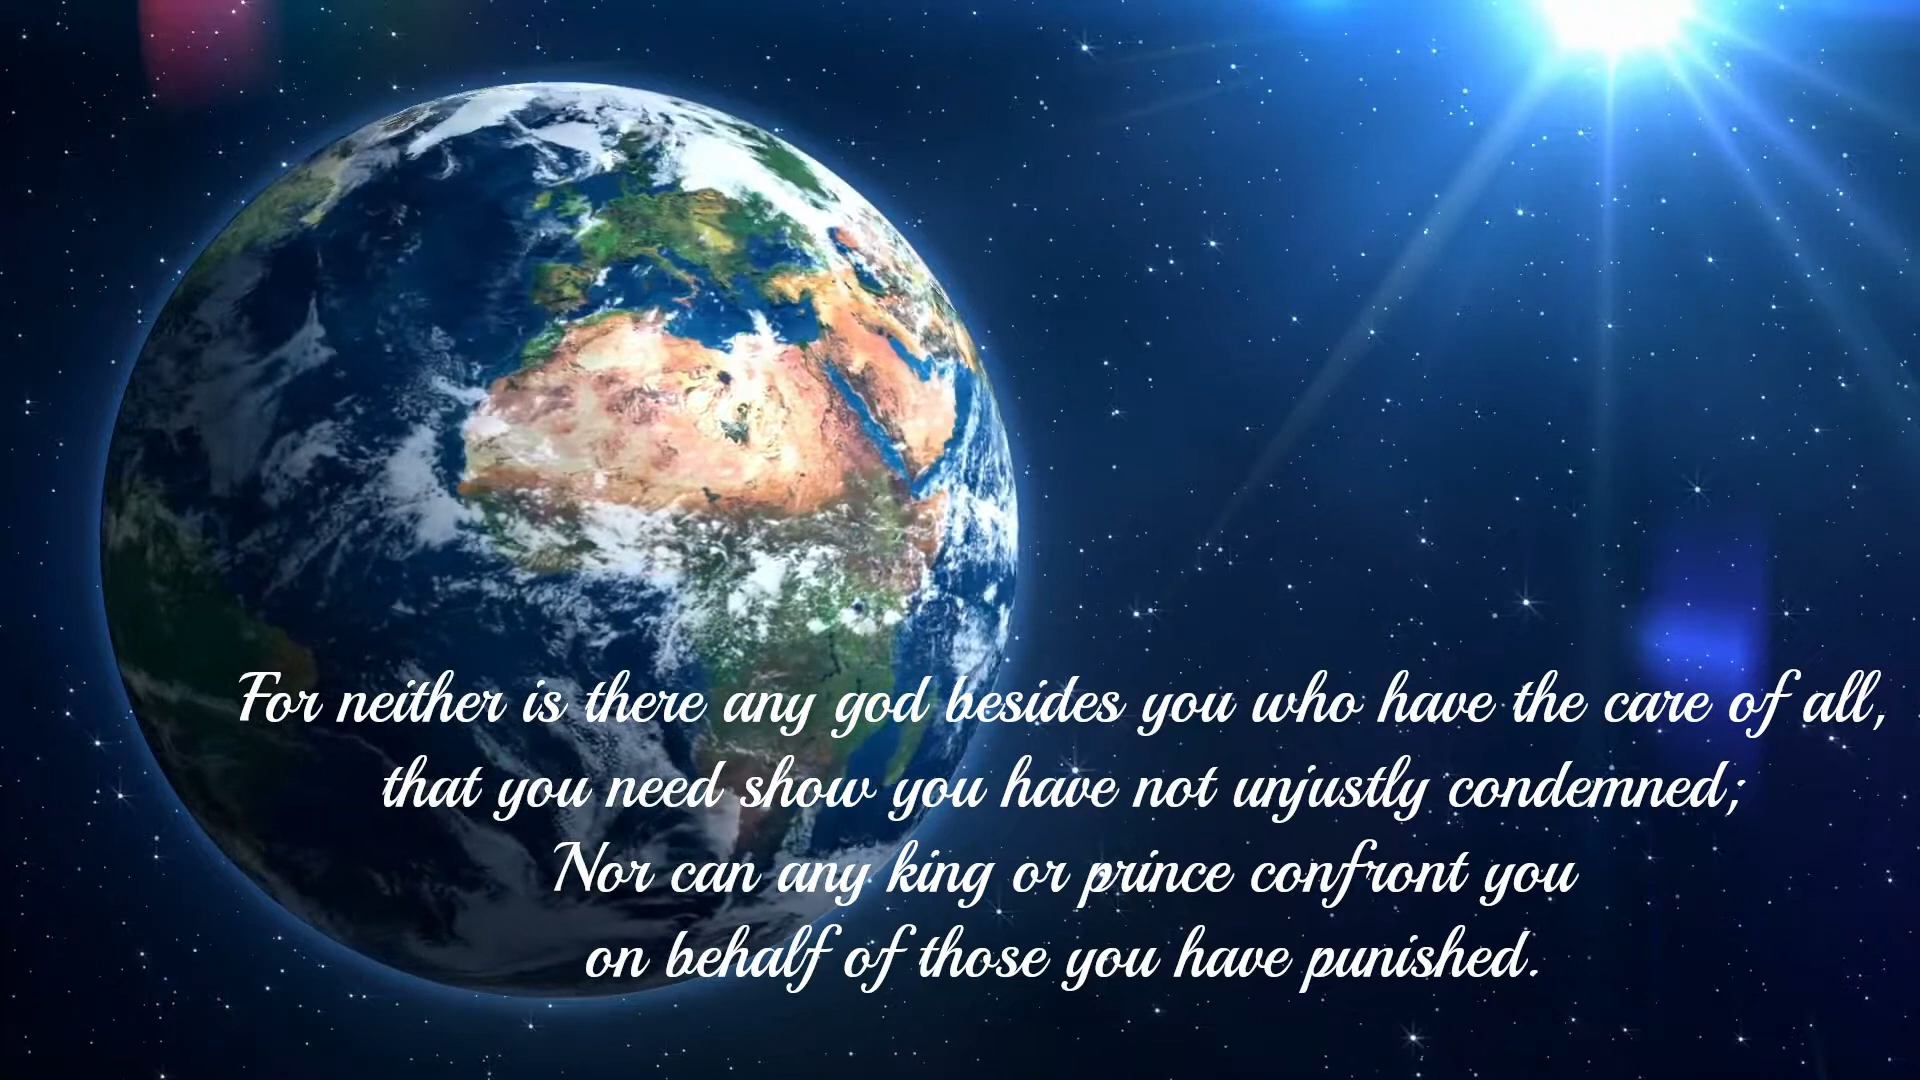 For neither is there any god besides you who have the care of all,
that you need show you have not unjustly condemned;
Nor can any king or prince confront you
on behalf of those you have punished.